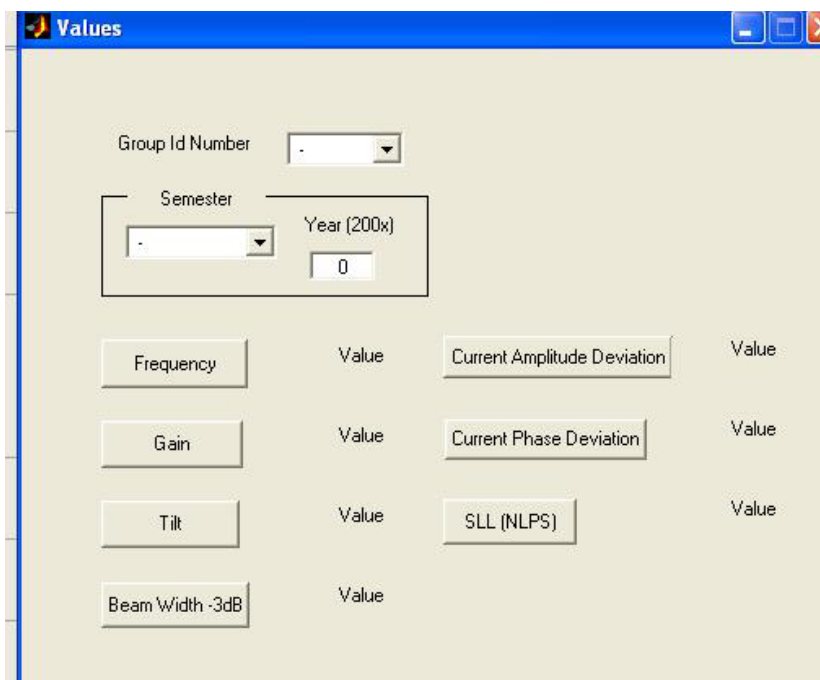 Values
Group Id Number -
Semester
Year (200x)
-
0
Frequency Value Current Amplitude Deviation Value
Gain Value Current Phase Deviation Value
Tilt Value SLL (NLPS) Value
Beam Width -3dB Value